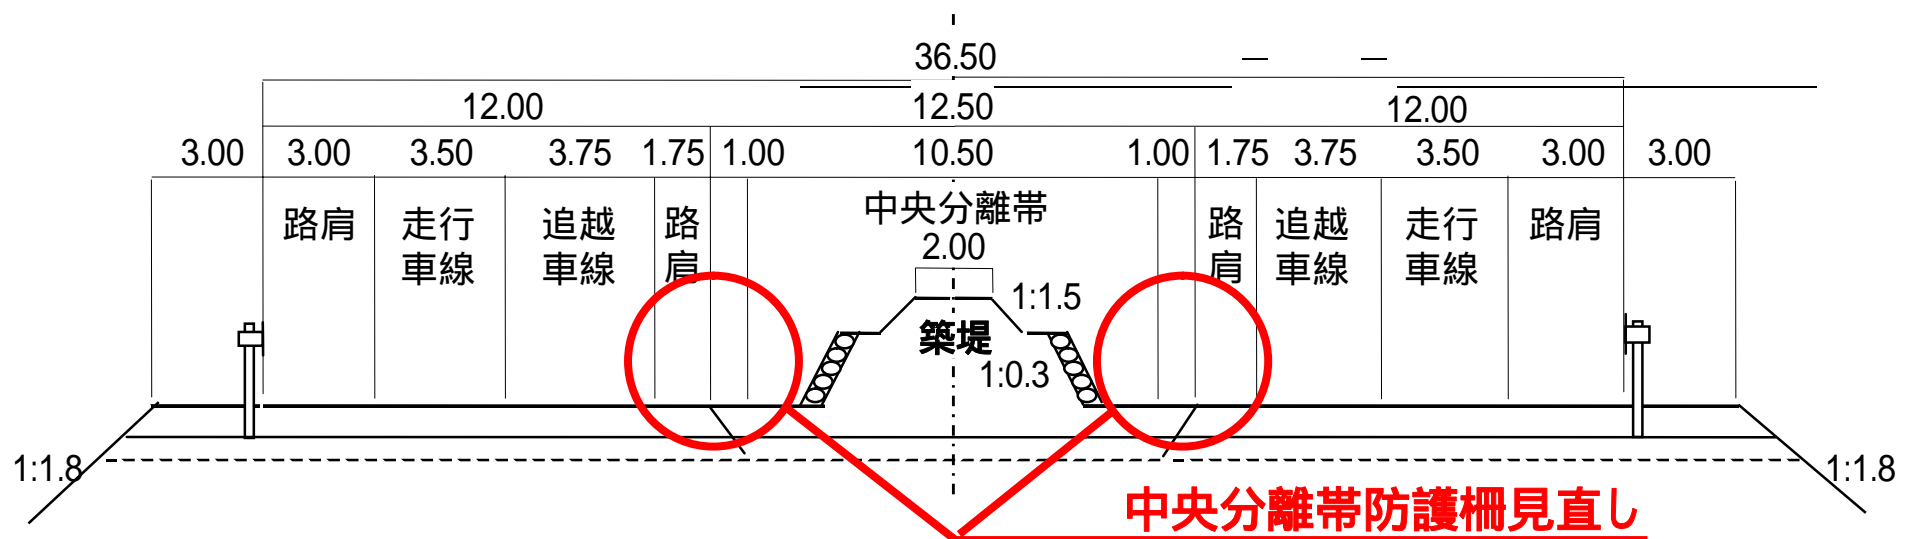 36.50
12.00 12.50 12.00
3.00 3.00 3.50 3.75 1.75 1.00 10.50 1.00 1.75 3.75 3.50 3.00 3.00
路肩
走行
車線
追越
車線
路
肩
中央分離帯
2.00
路
肩
追越
車線
走行
車線
路肩
1:1.5
築堤
1:0.3
1:1.8
1:1.8
中央分離帯防護柵見直し